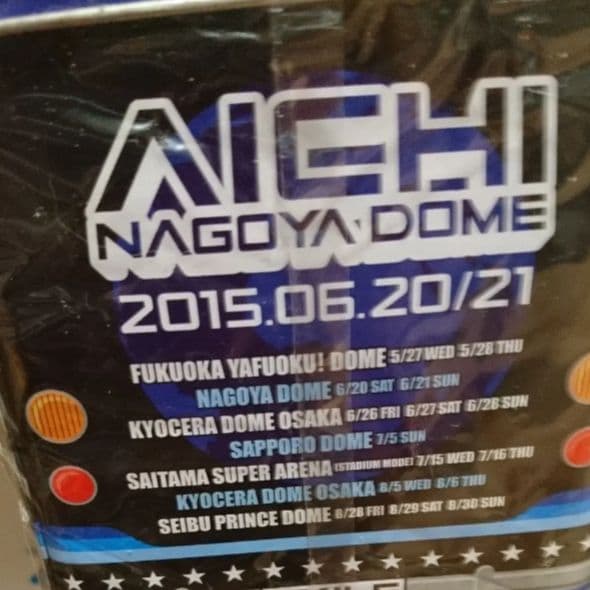 AICHI
NAGOYA DOME
2015.06.20/21
FUKUOKA YAFUOKU! DOME 5/27 WED 5/28 THU
NAGOYA DOME 6/20 SAT 6/21 SUN
KYOCERA DOME OSAKA 6/26 FRI 6/27 SAT 6/28 SUN
SAPPORO DOME 7/5 SUN
SAITAMA SUPER ARENA (STADIUM MODE) 7/15 WED 7/16 THU
KYOCERA DOME OSAKA 8/5 WED 8/6 THU
SEIBU PRINCE DOME 8/28 FRI 8/29 SAT 8/30 SUN